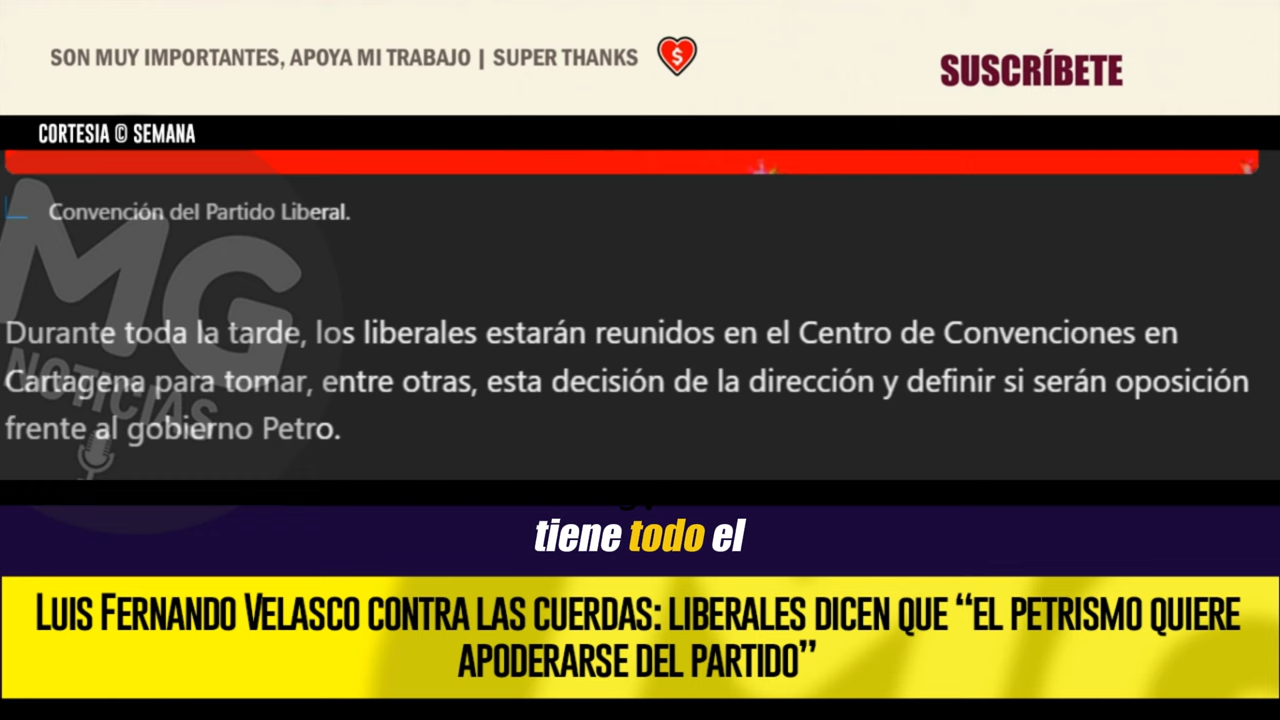 SON MUY IMPORTANTES, APOYA MI TRABAJO | SUPER THANKS
$
SUSCRÍBETE
CORTESIA © SEMANA
Convención del Partido Liberal.
MG
NOTICIAS
Durante toda la tarde, los liberales estarán reunidos en el Centro de Convenciones en
Cartagena para tomar, entre otras, esta decisión de la dirección y definir si serán oposición
frente al gobierno Petro.
tiene todo el
LUIS FERNANDO VELASCO CONTRA LAS CUERDAS: LIBERALES DICEN QUE “EL PETRISMO QUIERE
APODERARSE DEL PARTIDO”